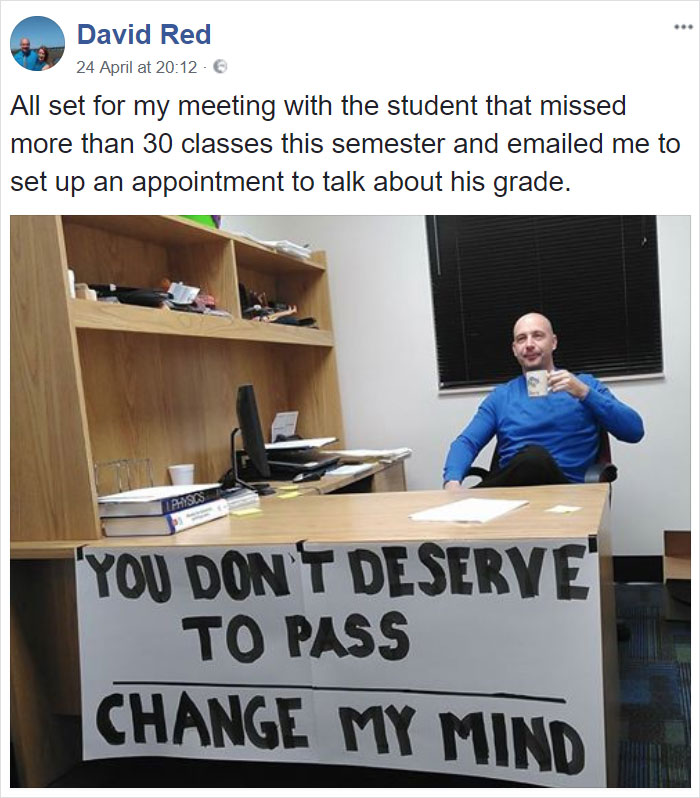 David Red
24 April at 20:12 ·
All set for my meeting with the student that missed
more than 30 classes this semester and emailed me to
set up an appointment to talk about his grade.
PHYSICS
"YOU DON'T DESERVE
TO PASS
CHANGE MY MIND